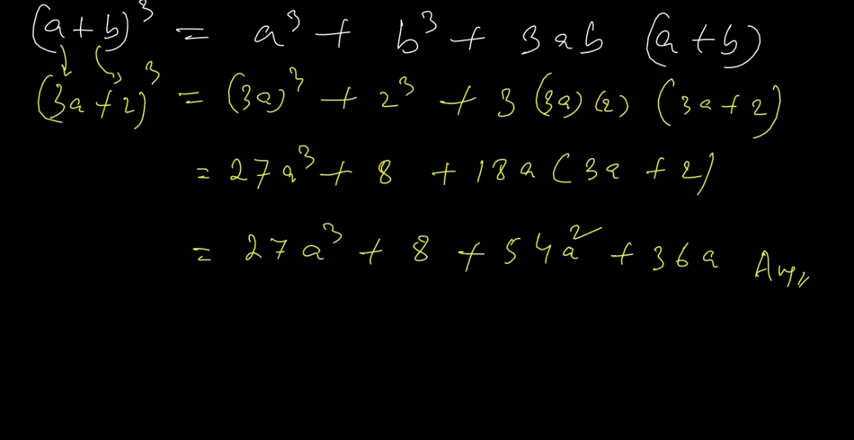 (a+b)³ = a³ + b³ + 3ab (a+b)
(3a+2)³ = (3a)³ + 2³ + 3 (3a) (2) (3a+2)
= 27a³ + 8 + 18a (3a + 2)
= 27a³ + 8 + 54a² + 36a Ans